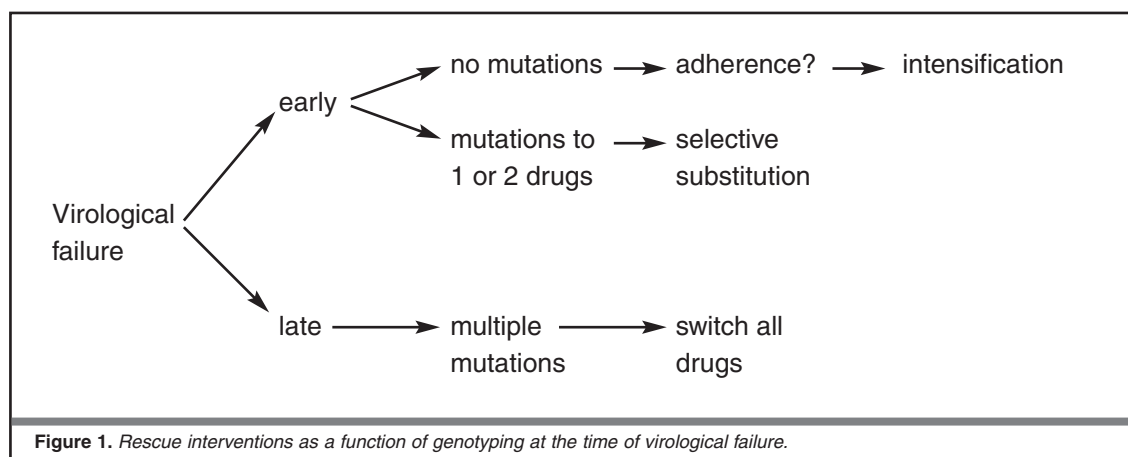 no mutations adherence? intensification
early
mutations to selective
1 or 2 drugs substitution
Virological
failure
late multiple switch all
mutations drugs
Figure 1. Rescue interventions as a function of genotyping at the time of virological failure.